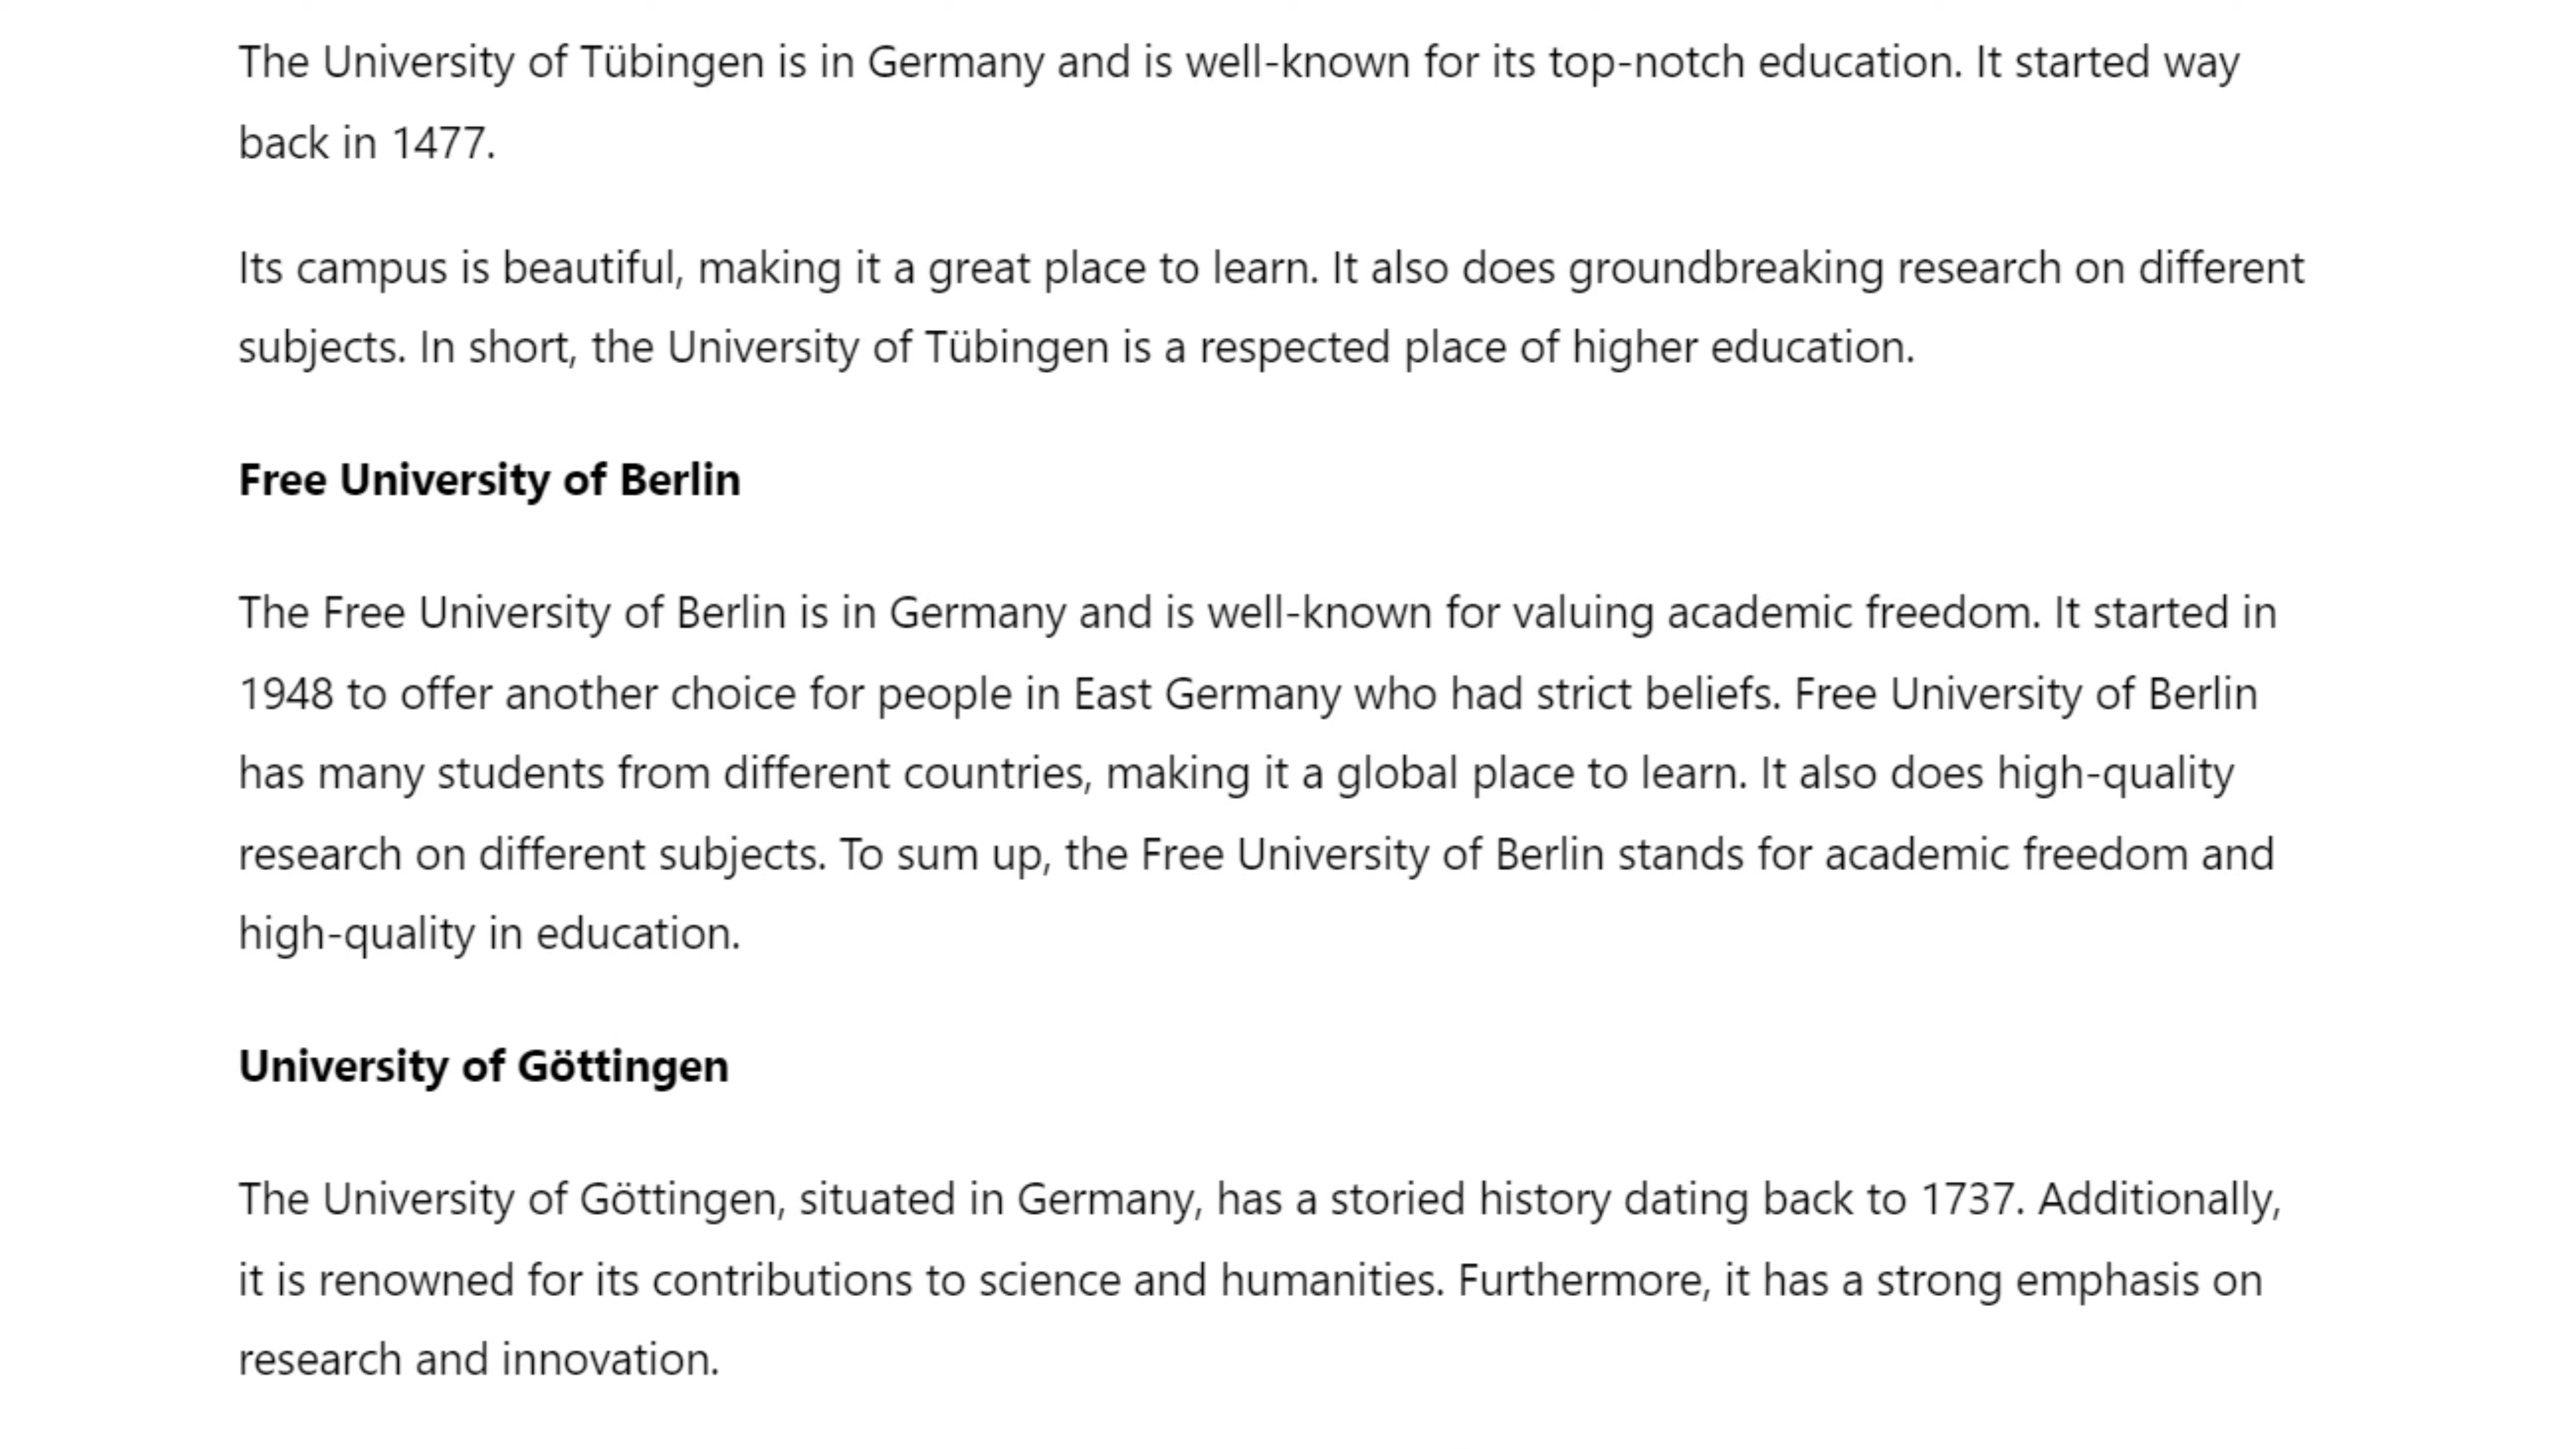 The University of Tübingen is in Germany and is well-known for its top-notch education. It started way
back in 1477.
Its campus is beautiful, making it a great place to learn. It also does groundbreaking research on different
subjects. In short, the University of Tübingen is a respected place of higher education.
Free University of Berlin
The Free University of Berlin is in Germany and is well-known for valuing academic freedom. It started in
1948 to offer another choice for people in East Germany who had strict beliefs. Free University of Berlin
has many students from different countries, making it a global place to learn. It also does high-quality
research on different subjects. To sum up, the Free University of Berlin stands for academic freedom and
high-quality in education.
University of Göttingen
The University of Göttingen, situated in Germany, has a storied history dating back to 1737. Additionally,
it is renowned for its contributions to science and humanities. Furthermore, it has a strong emphasis on
research and innovation.